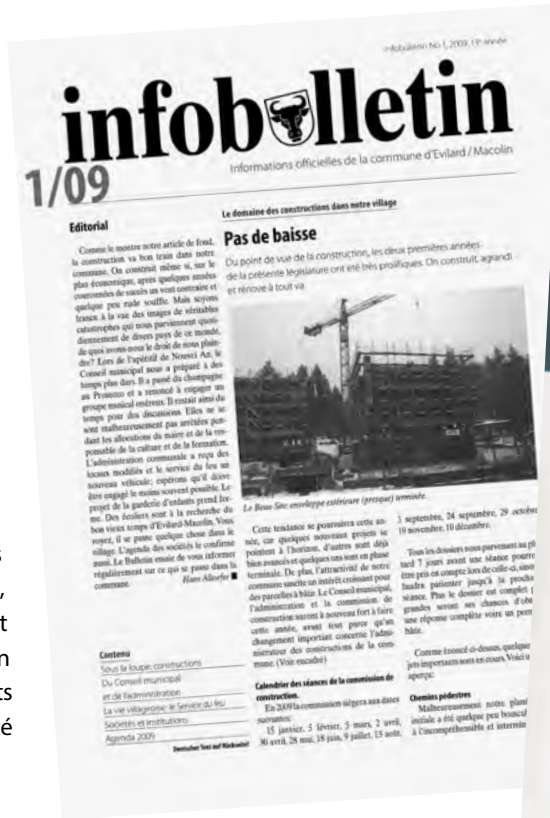 infobulletin No 1, 2009, 13e année
infobulletin
1/09
Informations officielles de la commune d'Evilard / Macolin
Editorial
Comme le montre notre article de fond,
la construction va bon train dans notre
commune. On construit même si, sur le
plan économique, après quelques années
couronnées de succès un vent contraire et
quelque peu rude souffle. Mais soyons
francs: à la vue des images de véritables
catastrophes qui nous parviennent quoti-
diennement de divers pays de ce monde,
de quoi avons-nous le droit de nous plain-
dre? Lors de l'apéritif de Nouvel An, le
Conseil municipal nous a préparé à des
temps plus durs. Il a passé du champagne
au Prosecco et a renoncé à engager un
groupe musical onéreux. Il restait ainsi du
temps pour des discussions. Elles ne se
sont malheureusement pas arrêtées pen-
dant les allocutions du maire et de la res-
ponsable de la culture et de la formation.
L'administration communale a reçu des
locaux modifiés et le service du feu un
nouveau véhicule; espérons qu'il doive
être engagé le moins souvent possible. Le
projet de la garderie d'enfants prend for-
me. Des écoliers sont à la recherche du
bon vieux temps d'Evilard-Macolin. Vous
voyez, il se passe quelque chose dans le
village. L'agenda des sociétés le confirme
aussi. Le Bulletin essaie de vous informer
régulièrement sur ce qui se passe dans la
commune.
Hans Altorfer
Contenu
Sous la loupe: constructions
Du Conseil municipal
et de l'administration
La vie villageoise: le Service du feu
Sociétés et institutions
Agenda 2009
Deutscher Text auf Rückseite!
Le domaine des constructions dans notre village
Pas de baisse
Du point de vue de la construction, les deux premières années
de la présente législature ont été très prolifiques. On construit, agrandi
et rénove à tout va.
Le Beau-Site: enveloppe extérieure (presque) terminée.
Cette tendance se poursuivra cette an-
née, car quelques nouveaux projets se
pointent à l'horizon, d'autres sont déjà
bien avancés et quelques uns sont en phase
terminale. De plus, l'attractivité de notre
commune suscite un intérêt croissant pour
des parcelles à bâtir. Le Conseil municipal,
l'administration et la commission de
construction auront à nouveau fort à faire
cette année, avant tout parce qu'un
changement important concerne l'admi-
nistrateur des constructions de la com-
mune. (Voir encadré)
Calendrier des séances de la commission de
construction.
En 2009 la commission siégera aux dates
suivantes:
15 janvier, 5 février, 5 mars, 2 avril,
30 avril, 28 mai, 18 juin, 9 juillet, 13 août,
3 septembre, 24 septembre, 29 octobre
19 novembre, 10 décembre.
Tous les dossiers nous parvenant au pl
tard 7 jours avant une séance pourro
être pris en compte lors de celle-ci, sino
faudra patienter jusqu'à la procha
séance. Plus le dossier est complet p
grandes seront ses chances d'obte
une réponse complète voire un perm
bâtir.
Comme énoncé ci-dessus, quelque
jets importants sont en cours. Voici u
aperçu:
Chemins pédestres
Malheureusement notre plani
initiale a été quelque peu bouscul
à l'incompréhensible et intermin
s
,
t
n
ts
é